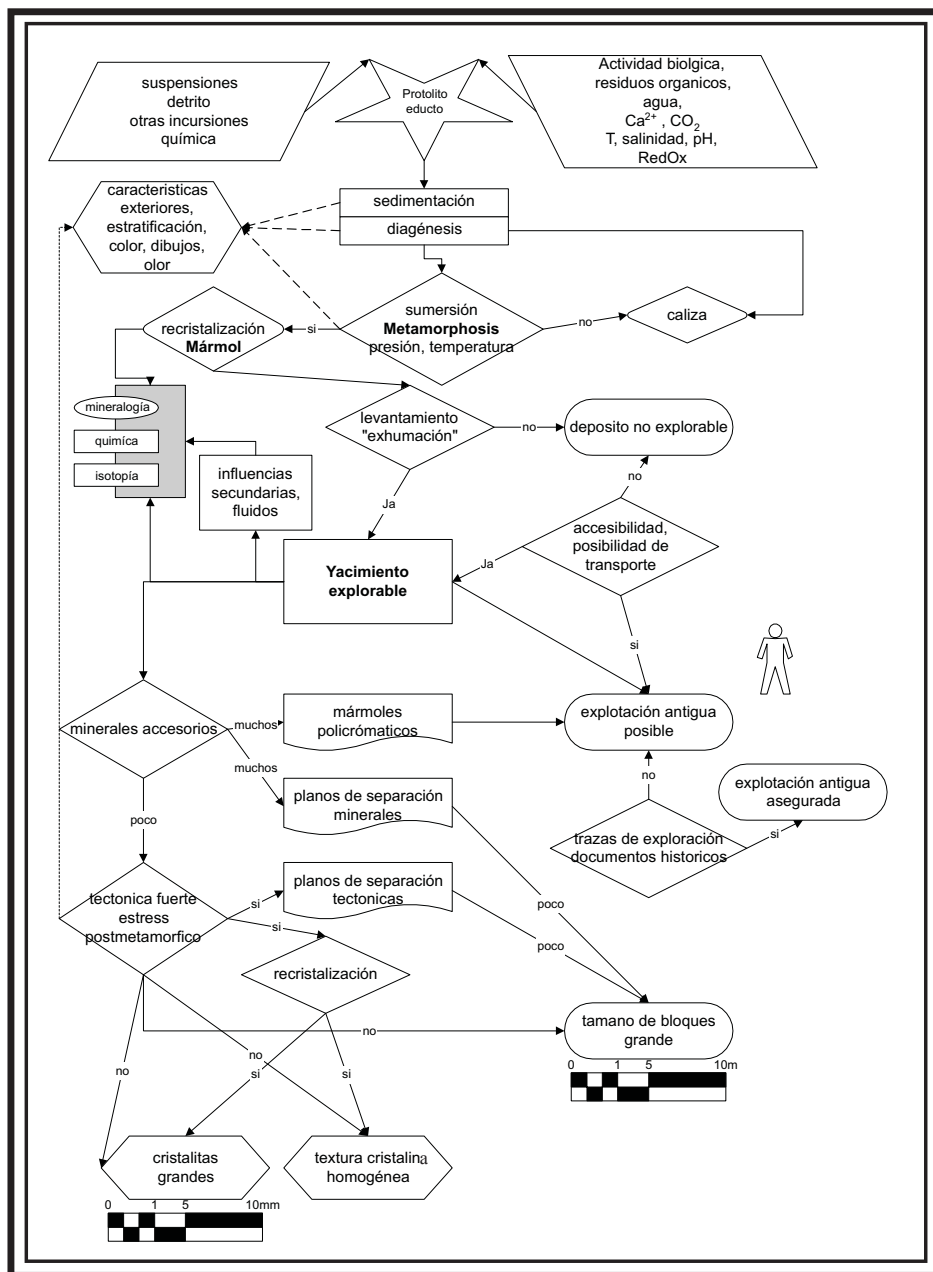 suspensiones
detrito
otras incursiones
química
Protolito
educto
Actividad biolgica,
residuos organicos,
agua,
Ca2+ , CO2
T, salinidad, pH,
RedOx
caracteristicas
exteriores,
estratificación,
color, dibujos,
olor
sedimentación
diagénesis
sumersión
Metamorphosis
presión, temperatura
si
no
recristalización
Mármol
caliza
mineralogía
química
isotopía
levantamiento
"exhumación"
no
deposito no explorable
influencias
secundarias,
fluidos
Ja
no
accesibilidad,
posibilidad de
transporte
Ja
si
Yacimiento
explorable
minerales accesorios
muchos
mármoles
policrómaticos
explotación antigua
posible
muchos
planos de separación
minerales
no
explotación antigua
asegurada
poco
trazas de exploración
documentos historicos
si
tectonica fuerte
estress
postmetamorfico
si
planos de separación
tectonicas
poco
poco
si
recristalización
no
tamano de bloques
grande
0 1 5 10m
no
no
si
si
cristalitas
grandes
textura cristalina
homogénea
0 1 5 10mm